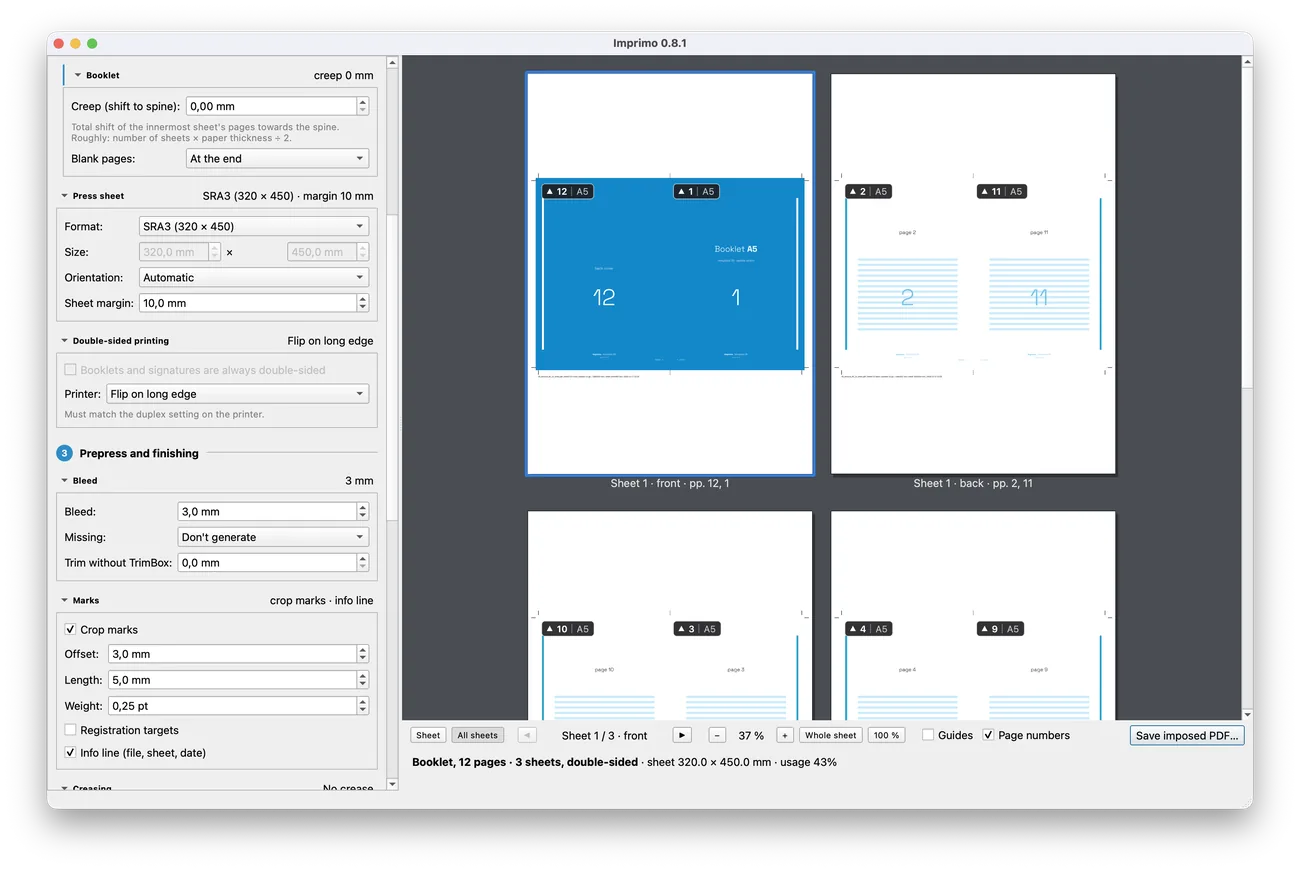 Imprimo 0.8.1
Booklet creep 0 mm
Creep (shift to spine): 0,00 mm
Total shift of the innermost sheet's pages towards the spine.
Roughly: number of sheets × paper thickness ÷ 2.
Blank pages: At the end
Press sheet SRA3 (320 × 450) · margin 10 mm
Format: SRA3 (320 × 450)
Size: 320,0 mm × 450,0 mm
Orientation: Automatic
Sheet margin: 10,0 mm
Double-sided printing Flip on long edge
Booklets and signatures are always double-sided
Printer: Flip on long edge
Must match the duplex setting on the printer.
3 Prepress and finishing
Bleed 3 mm
Bleed: 3,0 mm
Missing: Don't generate
Trim without TrimBox: 0,0 mm
Marks crop marks · info line
Crop marks
Offset: 3,0 mm
Length: 5,0 mm
Weight: 0,25 pt
Registration targets
Info line (file, sheet, date)
Creasing No crease
▲ 12 | A5 ▲ 1 | A5
Booklet A5
back cover
12 1
Sheet 1 · front · pp. 12, 1
▲ 2 | A5 ▲ 11 | A5
page 2 page 11
2 11
Sheet 1 · back · pp. 2, 11
▲ 10 | A5 ▲ 3 | A5
page 10 page 3
▲ 4 | A5 ▲ 9 | A5
page 4 page 9
Sheet All sheets ◀ Sheet 1 / 3 · front ▶ − 37 % + Whole sheet 100 % Guides Page numbers Save imposed PDF...
Booklet, 12 pages · 3 sheets, double-sided · sheet 320.0 × 450.0 mm · usage 43%